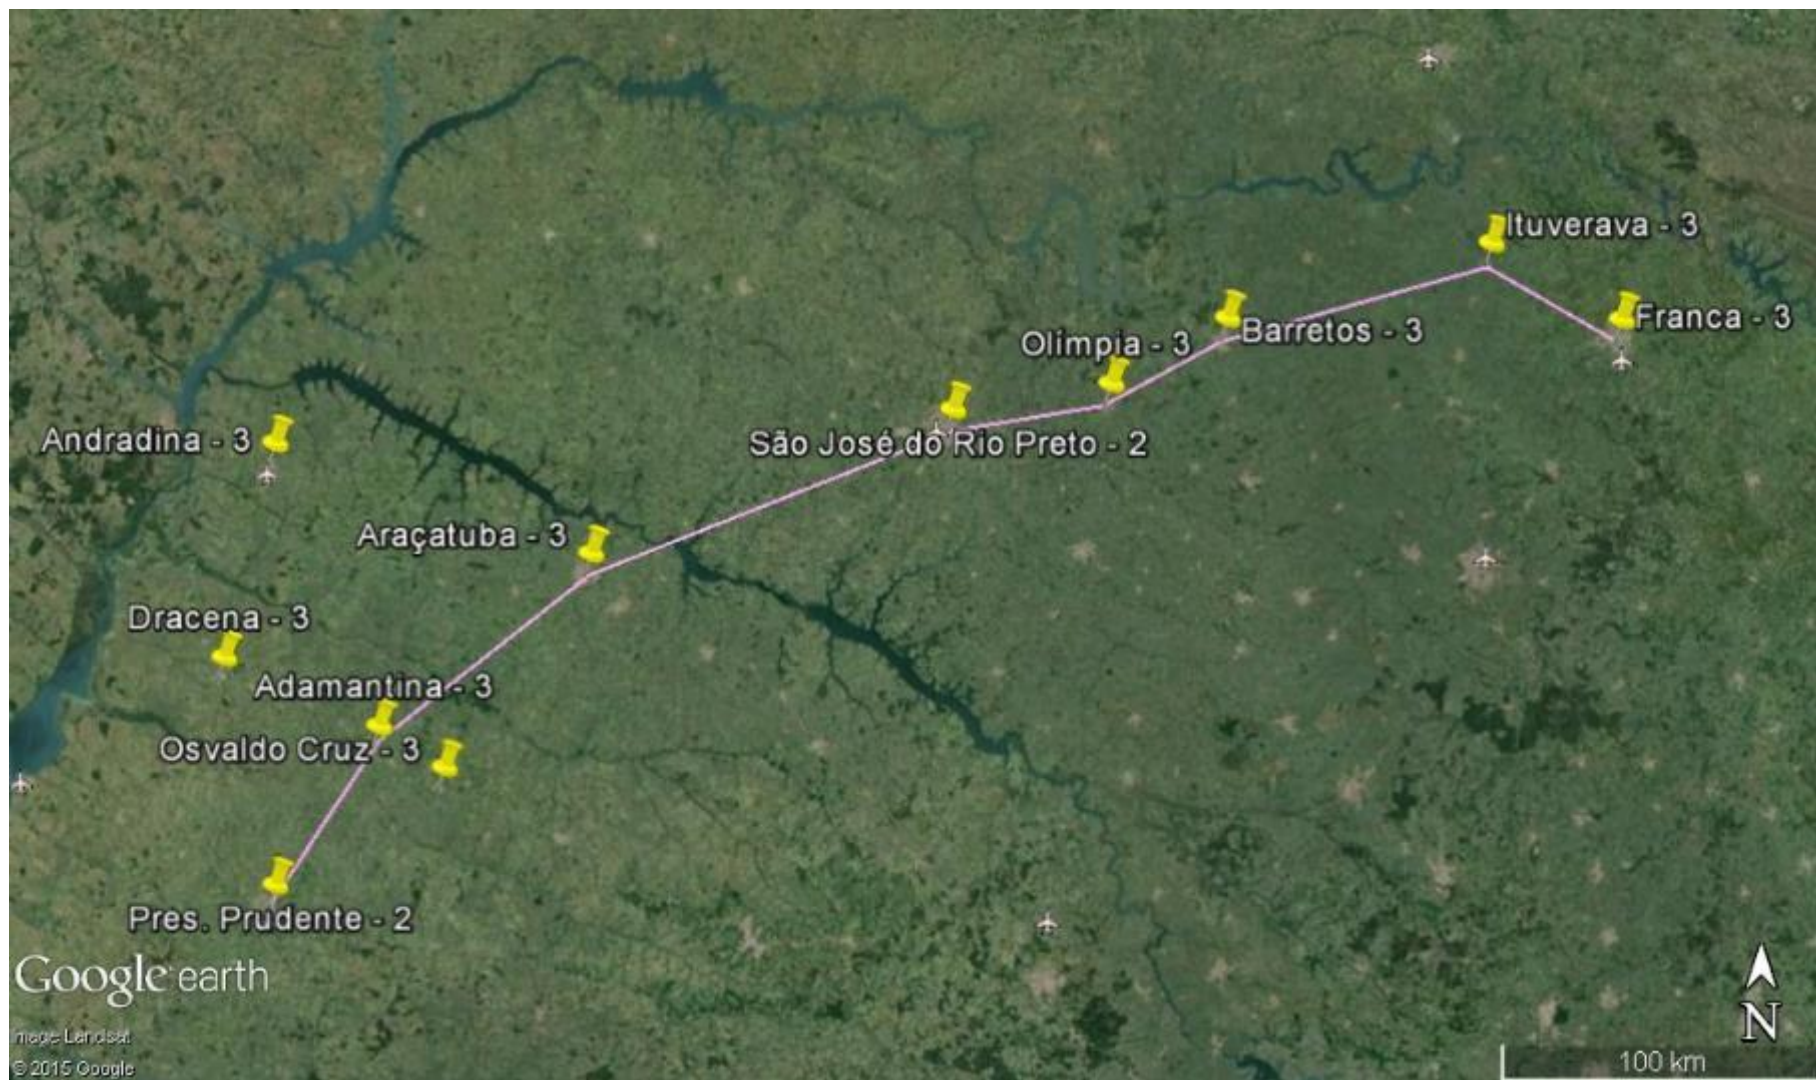 Ituverava - 3
Franca - 3
Barretos - 3
Olímpia - 3
São José do Rio Preto - 2
Andradina - 3
Araçatuba - 3
Dracena - 3
Adamantina - 3
Osvaldo Cruz - 3
Pres. Prudente - 2
Google earth
Image Landsat
© 2015 Google
N
100 km